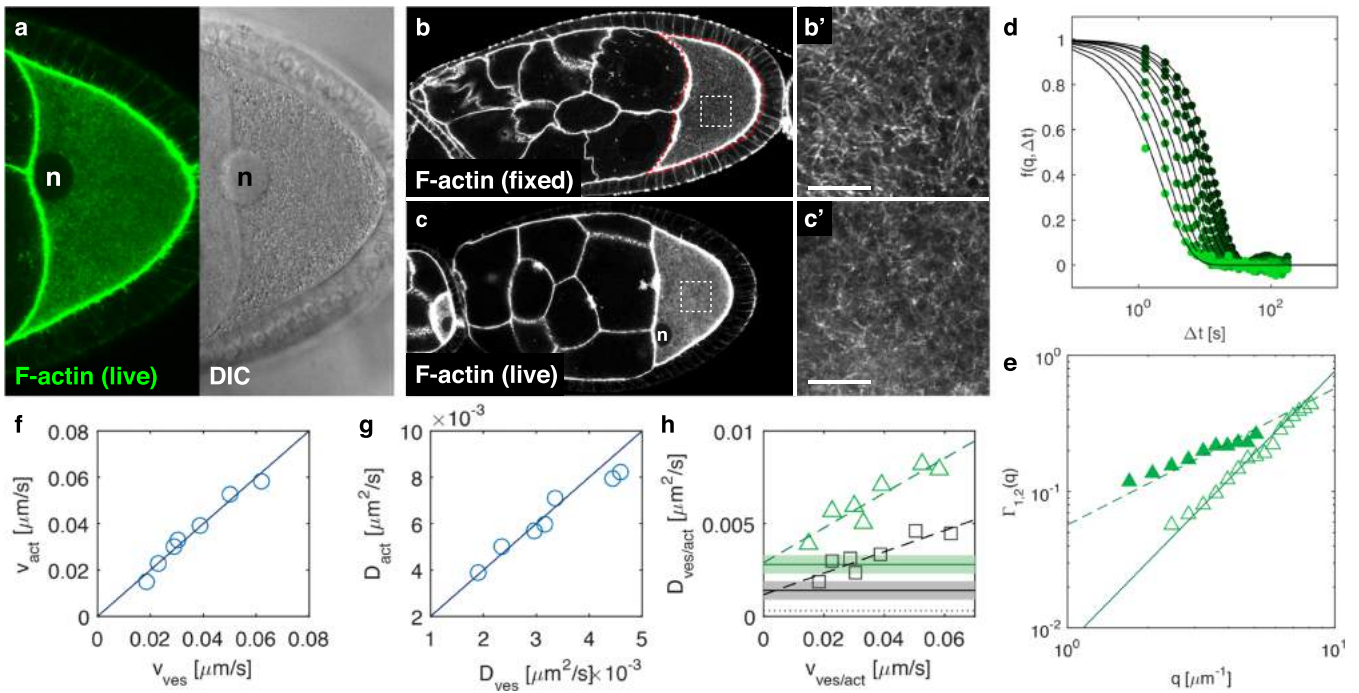 a
n
n
F-actin (live)
DIC
b
F-actin (fixed)
b'
c
n
F-actin (live)
c'
d
1
0.8
0.6
0.4
0.2
0
f(q,Δt)
10^0
10^2
Δt [s]
e
10^0
10^-1
10^-2
Γ1,2(q)
10^0
10^1
q [μm^-1]
f
0.08
0.06
0.04
0.02
0
v_act [μm/s]
0 0.02 0.04 0.06 0.08
v_ves [μm/s]
g
×10^-3
10
8
6
4
2
D_act [μm^2/s]
1 2 3 4
D_ves [μm^2/s]×10^-3
h
0.01
0.005
0
D_ves/act [μm^2/s]
0 0.02 0.04 0.06
v_ves/act [μm/s]